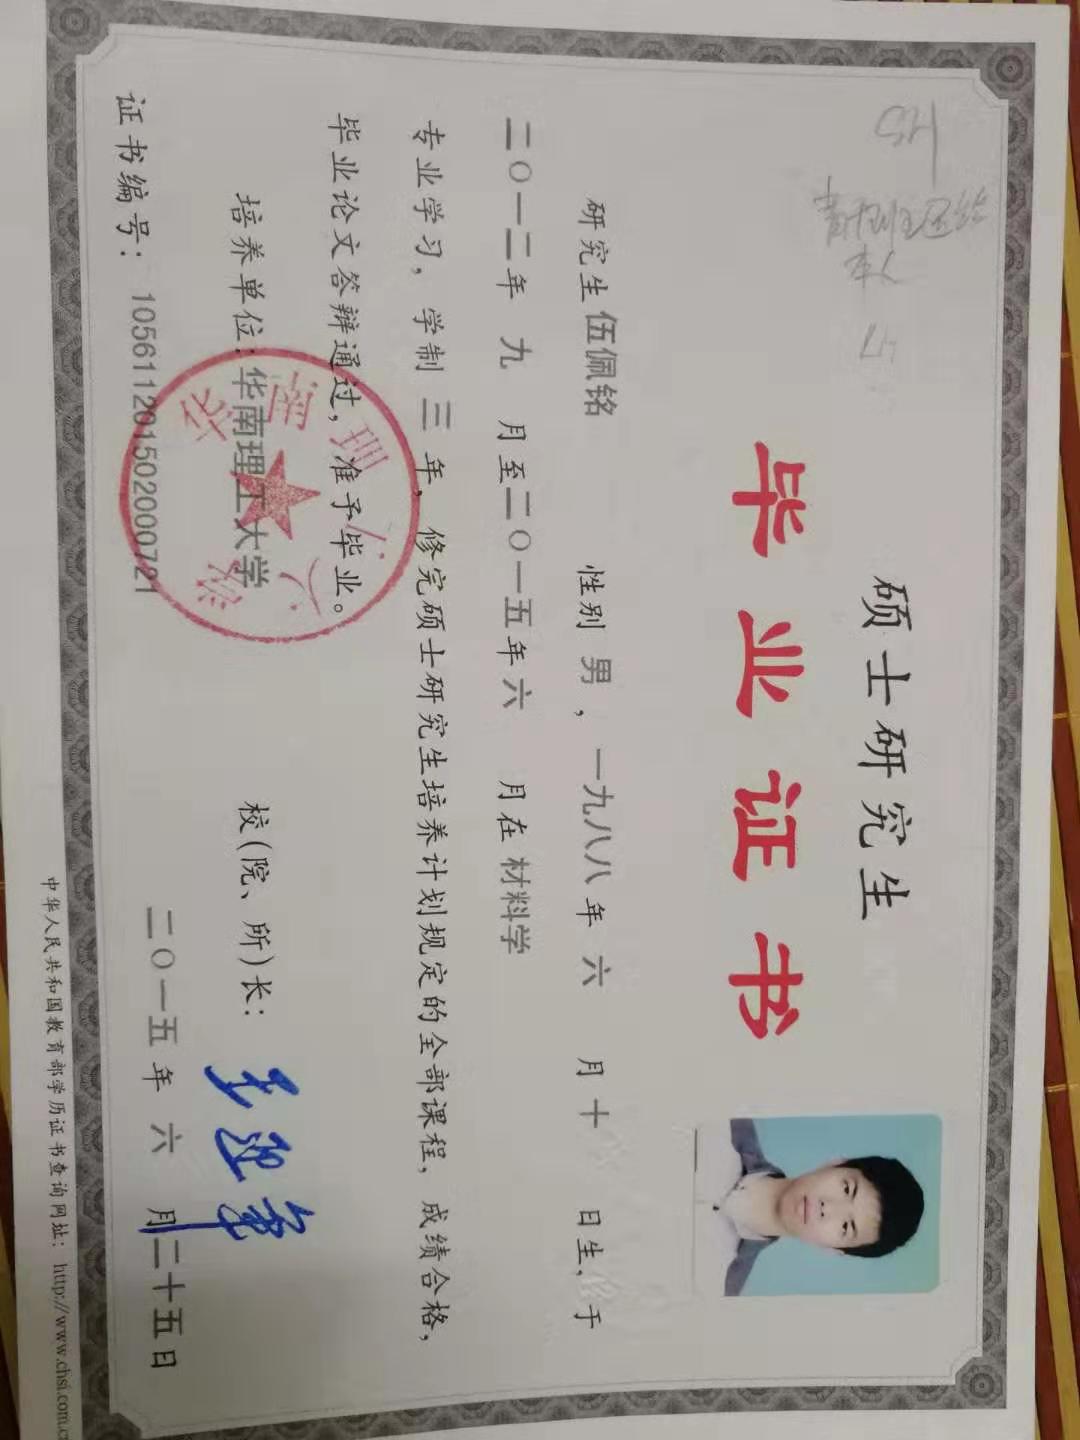 硕士研究生
毕业证书
研究生 伍佩铭 性别 男，一九八八年 六 月 十 日生，于
二〇一二年 九 月至二〇一五年 六 月在 材料学
专业学习，学制 三 年，修完硕士研究生培养计划规定的全部课程，成绩合格，
毕业论文答辩通过，准予毕业。
培养单位：华南理工大学 校(院、所)长：
证书编号：105611201502000721 二〇一五年 六 月二十五日
中华人民共和国教育部学历证书查询网址：http://www.chsi.com.c